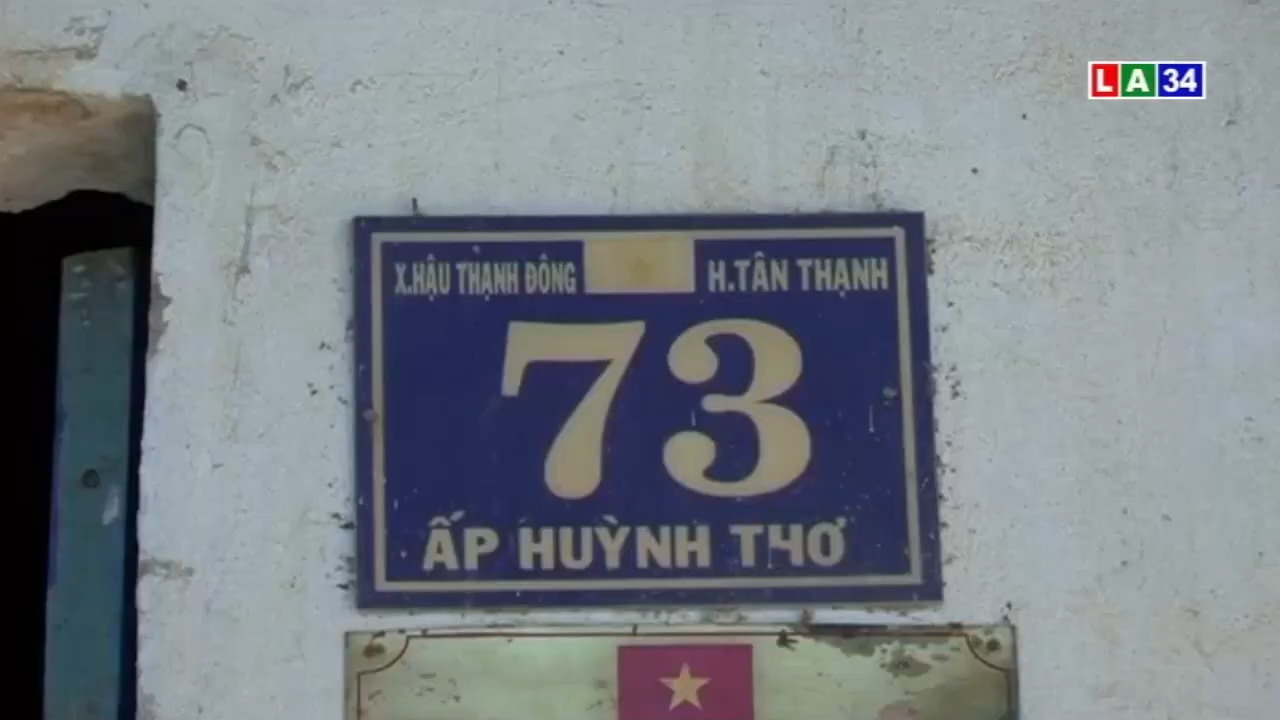 LA34
X.HẬU THẠNH ĐÔNG H.TÂN THẠNH
73
ẤP HUỲNH THƠ